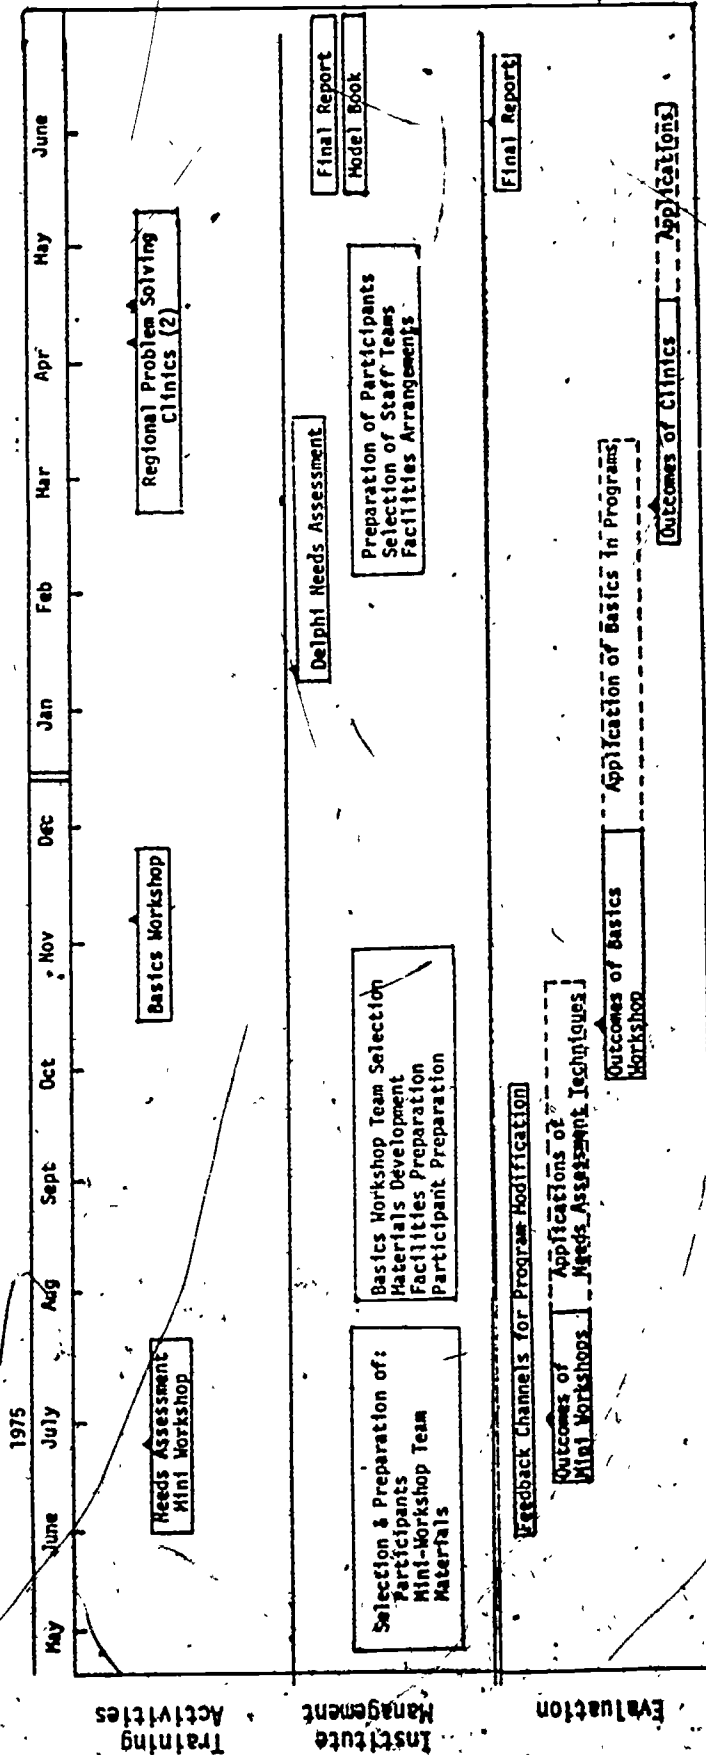 1975
May June July Aug Sept Oct Nov Dec Jan Feb Mar Apr May June
Training
Activities
Needs Assessment
Mini Workshop
Basics Workshop
Regional Problem Solving
Clinics (2)
Institute
Management
Selection & Preparation of:
Participants
Mini-Workshop Team
Materials
Basics Workshop Team Selection
Materials Development
Facilities Preparation
Participant Preparation
Delphi Needs Assessment
Preparation of Participants
Selection of Staff Teams
Facilities Arrangements
Final Report
Model Book
Evaluation
Feedback Channels for Program Modification
Outcomes of
Mini Workshops
Applications of
Needs Assessment Techniques
Outcomes of Basics
Workshop
Application of Basics in Programs
Outcomes of Clinics
Applications
Final Report